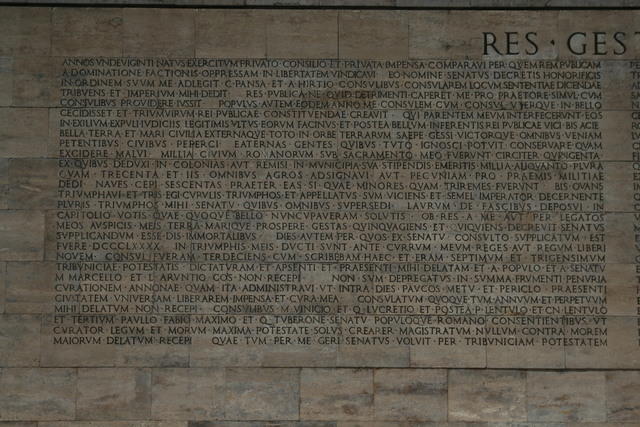 RES · GEST
ANNOS·VNDEVIGINTI·NATVS·EXERCITVM·PRIVATO·CONSILIO·ET·PRIVATA·IMPENSA·COMPARAVI·PER·QVEM·REM·PVBLICAM
A·DOMINATIONE·FACTIONIS·OPPRESSAM·IN·LIBERTATEM·VINDICAVI EO·NOMINE·SENATVS·DECRETIS·HONORIFICIS
IN·ORDINEM·SVVM·ME·ADLEGIT·C·PANSA·ET·A·HIRTIO·CONSVLIBVS·CONSVLAREM·LOCVM·SENTENTIAE·DICENDAE
TRIBVENS·ET·IMPERIVM·MIHI·DEDIT RES·PVBLICA·NE·QVID·DETRIMENTI·CAPERET·ME·PRO·PRAETORE·SIMVL·CVM
CONSVLIBVS·PROVIDERE·IVSSIT POPVLVS·AVTEM·EODEM·ANNO·ME·CONSVLEM·CVM·CONSVL·VTERQVE·IN·BELLO
CECIDISSET·ET·TRIVMVIRVM·REI·PVBLICAE·CONSTITVENDAE·CREAVIT QVI·PARENTEM·MEVM·INTERFECERVNT·EOS
IN·EXILIVM·EXPVLI·IVDICIIS·LEGITIMIS·VLTVS·EORVM·FACINVS·ET·POSTEA·BELLVM·INFERENTIS·REI·PVBLICAE·VICI·BIS·ACIE
BELLA·TERRA·ET·MARI·CIVILIA·EXTERNAQVE·TOTO·IN·ORBE·TERRARVM·SAEPE·GESSI·VICTORQVE·OMNIBVS·VENIAM
PETENTIBVS·CIVIBVS·PEPERCI EXTERNAS·GENTES·QVIBVS·TVTO·IGNOSCI·POTVIT·CONSERVARE·QVAM
EXCIDERE·MALVI MILLIA·CIVIVM·ROMANORVM·SVB·SACRAMENTO·MEO·FVERVNT·CIRCITER·QVINGENTA
EX·QVIBVS·DEDVXI·IN·COLONIAS·AVT·REMISI·IN·MVNICIPIA·SVA·STIPENDIS·EMERITIS·MILLIA·ALIQVANTO·PLVRA
QVAM·TRECENTA·ET·IIS·OMNIBVS·AGROS·ADSIGNAVI·AVT·PECVNIAM·PRO·PRAEMIS·MILITIAE
DEDI NAVES·CEPI·SESCENTAS·PRAETER·EAS·SI·QVAE·MINORES·QVAM·TRIREMES·FVERVNT BIS·OVANS
TRIVMPHAVI·ET·TRIS·EGI·CVRVLIS·TRIVMPHOS·ET·APPELLATVS·SVM·VICIENS·ET·SEMEL·IMPERATOR·DECERNENTE
PLVRIS·TRIVMPHOS·MIHI·SENATV·QVIBVS·OMNIBVS·SVPERSEDI LAVRVM·DE·FASCIBVS·DEPOSVI·IN
CAPITOLIO·VOTIS·QVAE·QVOQVE·BELLO·NVNCVPAVERAM·SOLVTIS OB·RES·A·ME·AVT·PER·LEGATOS
MEOS·AVSPICIS·MEIS·TERRA·MARIQVE·PROSPERE·GESTAS·QVINQVAGIENS·ET·QVIQVIENS·DECREVIT·SENATVS
SVPPLICANDVM·ESSE·DIS·IMMORTALIBVS DIES·AVTEM·PER·QVOS·EX·SENATV·CONSVLTO·SVPPLICATVM·EST
FVERE·DCCCLXXXX IN·TRIVMPHIS·MEIS·DVCTI·SVNT·ANTE·CVRRVM·MEVM·REGES·AVT·REGVM·LIBERI
NOVEM CONSVL·FVERAM·TERDECIENS·CVM·SCRIBEBAM·HAEC·ET·ERAM·SEPTIMVM·ET·TRIGENSIMVM
TRIBVNICIAE·POTESTATIS DICTATVRAM·ET·APSENTI·ET·PRAESENTI·MIHI·DELATAM·ET·A·POPVLO·ET·A·SENATV
M·MARCELLO·ET·L·ARVNTIO·COS·NON·RECEPI NON·SVM·DEPREGATVS·IN·SVMMA·FRVMENTI·PENVRIA
CVRATIONEM·ANNONAE·QVAM·ITA·ADMINISTRAVI·VT·INTRA·DIES·PAVCOS·METV·ET·PERICLO·PRAESENTI
CIVITATEM·VNIVERSAM·LIBERAREM·IMPENSA·ET·CVRA·MEA CONSVLATVM·QVOQVE·TVM·ANNVVM·ET·PERPETVVM
MIHI·DELATVM·NON·RECEPI CONSVLIBVS·M·VINICIO·ET·Q·LVCRETIO·ET·POSTEA·P·LENTVLO·ET·CN·LENTVLO
ET·TERTIVM·PAVLLO·FABIO·MAXIMO·ET·Q·TVBERONE·SENATV·POPVLOQVE·ROMANO·CONSENTIENTIBVS·VT
CVRATOR·LEGVM·ET·MORVM·MAXIMA·POTESTATE·SOLVS·CREARER·MAGISTRATVM·NVLLVM·CONTRA·MOREM
MAIORVM·DELATVM·RECEPI QVAE·TVM·PER·ME·GERI·SENATVS·VOLVIT·PER·TRIBVNICIAM·POTESTATEM